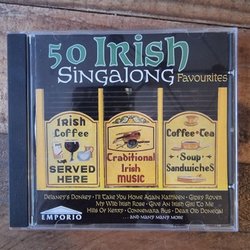 50 IRISH
SINGALONG
FAVOURITES
Irish
Coffee
SERVED
HERE
Traditional
Irish
MUSIC
Coffee • Tea
Soup
Sandwiches
Delaney's Donkey • I'll Take You Home Again Kathleen • Gipsy Rover
My Wild Irish Rose • Give An Irish Girl To Me
Hills Of Kerry • Connemara Bus • Dear Old Donegal
... and many many more
EMPORIO